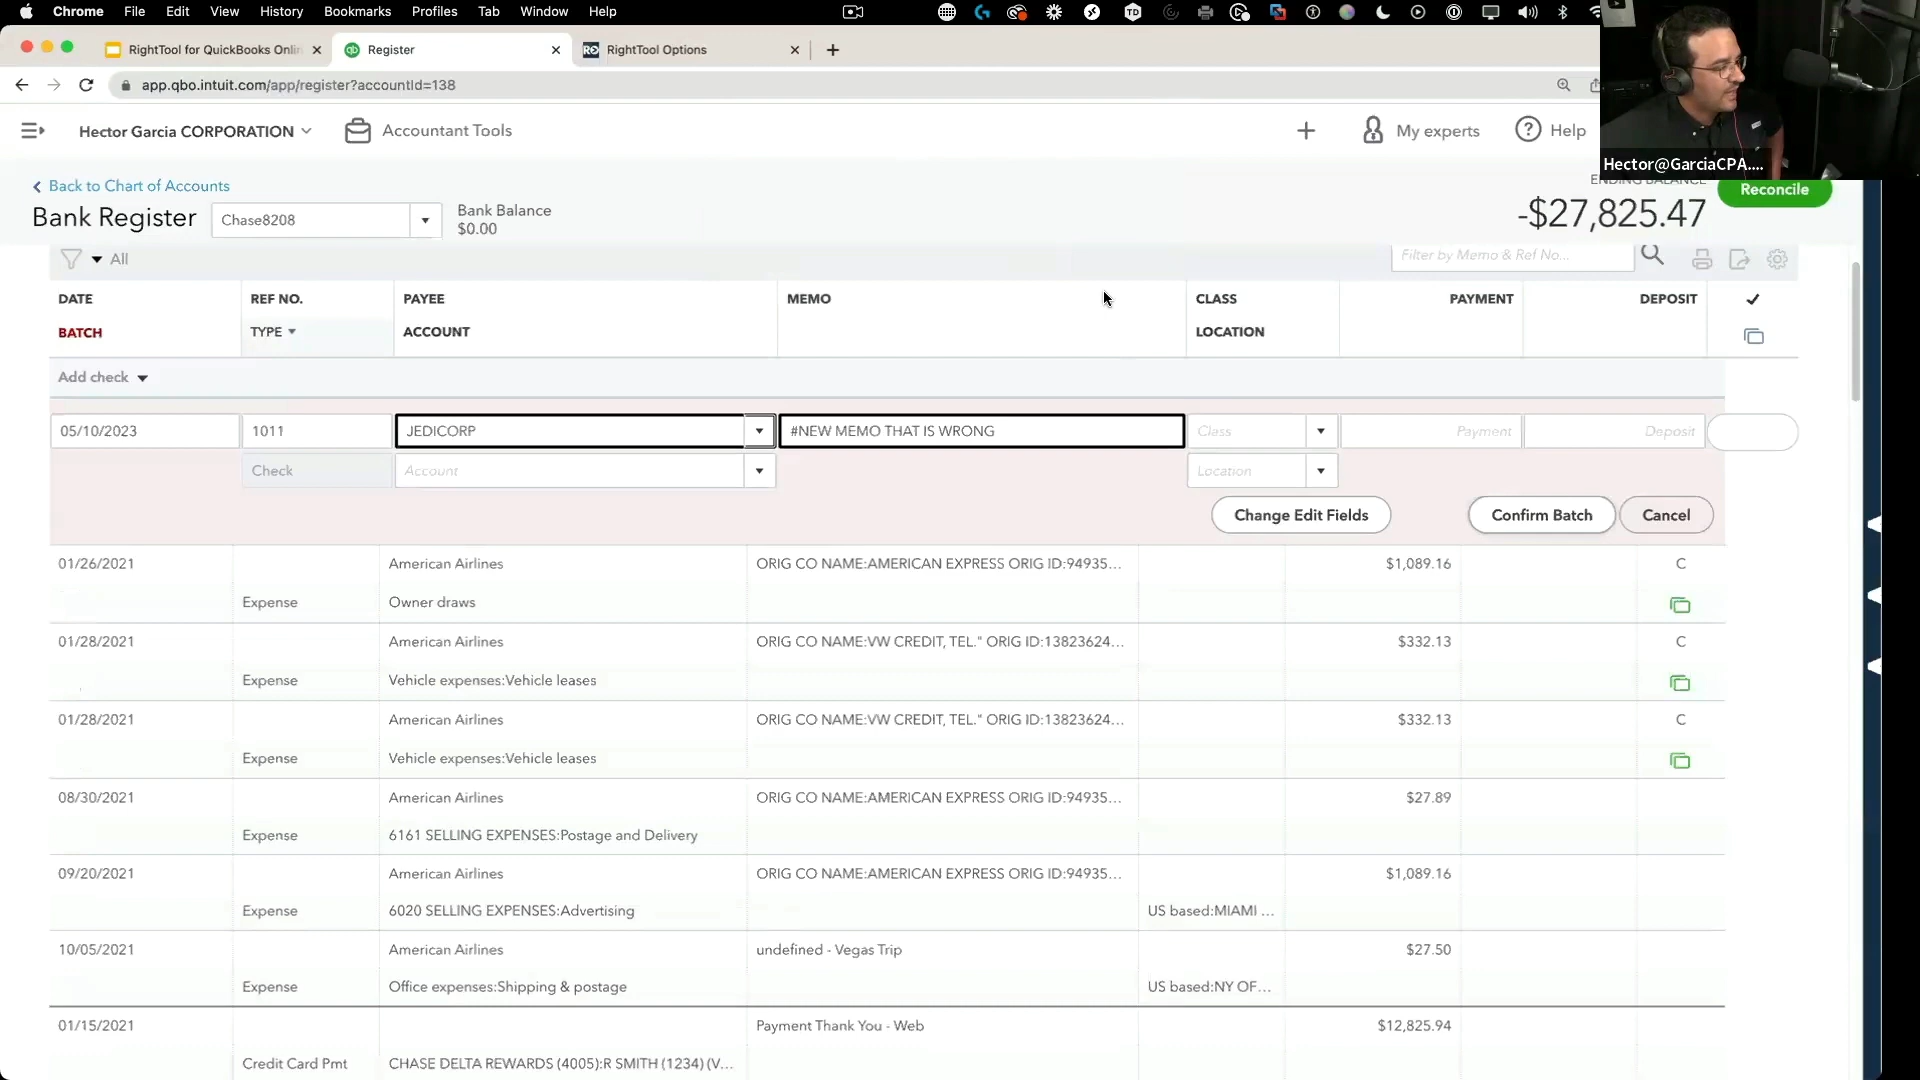 Chrome File Edit View History Bookmarks Profiles Tab Window Help
RightTool for QuickBooks Onli
Register
RightTool Options
app.qbo.intuit.com/app/register?accountId=138
Hector Garcia CORPORATION
Accountant Tools
My experts
Help
Hector@GarciaCPA....
Back to Chart of Accounts
ENDING BALANCE
Reconcile
Bank Register
Chase8208
Bank Balance
$0.00
-$27,825.47
All
Filter by Memo & Ref No...
DATE REF NO. PAYEE MEMO CLASS PAYMENT DEPOSIT
BATCH TYPE ACCOUNT LOCATION
Add check
05/10/2023 1011 JEDICORP #NEW MEMO THAT IS WRONG Class Payment Deposit
Check Account Location
Change Edit Fields Confirm Batch Cancel
01/26/2021 American Airlines ORIG CO NAME:AMERICAN EXPRESS ORIG ID:94935... $1,089.16 C
Expense Owner draws
01/28/2021 American Airlines ORIG CO NAME:VW CREDIT, TEL." ORIG ID:13823624... $332.13 C
Expense Vehicle expenses:Vehicle leases
01/28/2021 American Airlines ORIG CO NAME:VW CREDIT, TEL." ORIG ID:13823624... $332.13 C
Expense Vehicle expenses:Vehicle leases
08/30/2021 American Airlines ORIG CO NAME:AMERICAN EXPRESS ORIG ID:94935... $27.89
Expense 6161 SELLING EXPENSES:Postage and Delivery
09/20/2021 American Airlines ORIG CO NAME:AMERICAN EXPRESS ORIG ID:94935... $1,089.16
Expense 6020 SELLING EXPENSES:Advertising US based:MIAMI ...
10/05/2021 American Airlines undefined - Vegas Trip $27.50
Expense Office expenses:Shipping & postage US based:NY OF...
01/15/2021 Payment Thank You - Web $12,825.94
Credit Card Pmt CHASE DELTA REWARDS (4005):R SMITH (1234) (V...